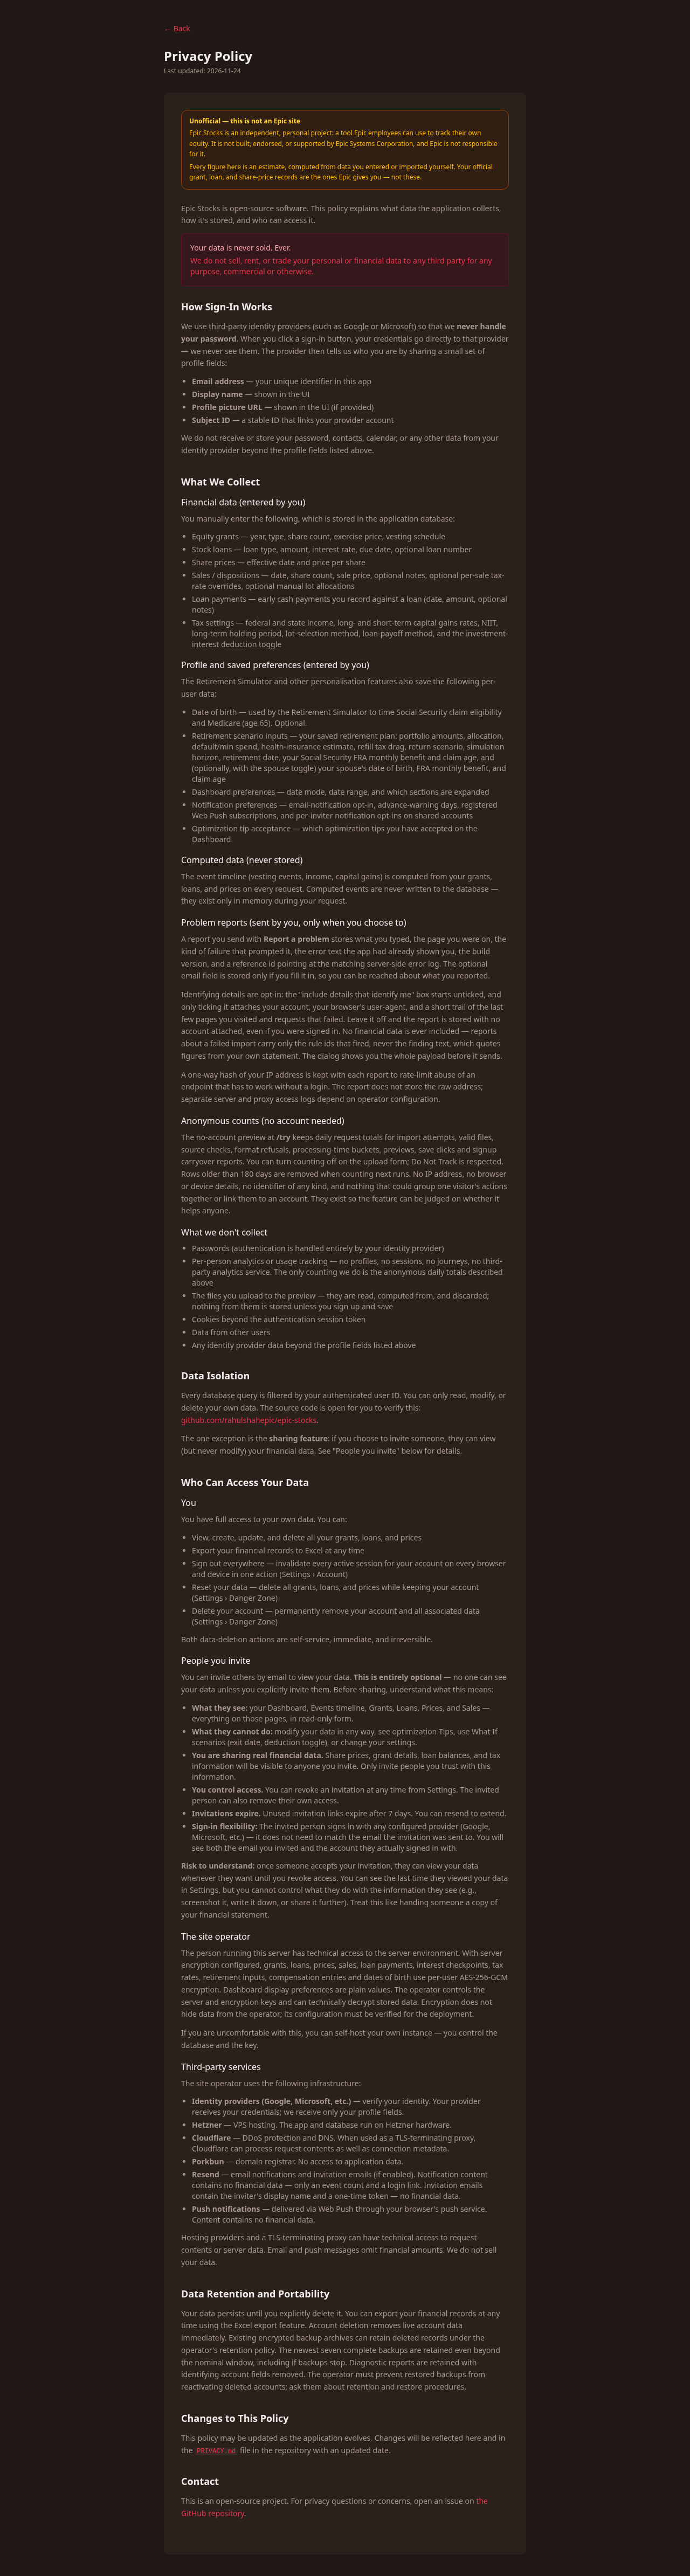 ← Back
Privacy Policy
Last updated: 2026-11-24
Unofficial — this is not an Epic site
Epic Stocks is an independent, personal project: a tool Epic employees can use to track their own
equity. It is not built, endorsed, or supported by Epic Systems Corporation, and Epic is not responsible
for it.
Every figure here is an estimate, computed from data you entered or imported yourself. Your official
grant, loan, and share-price records are the ones Epic gives you — not these.
Epic Stocks is open-source software. This policy explains what data the application collects,
how it's stored, and who can access it.
Your data is never sold. Ever.
We do not sell, rent, or trade your personal or financial data to any third party for any
purpose, commercial or otherwise.
How Sign-In Works
We use third-party identity providers (such as Google or Microsoft) so that we never handle
your password. When you click a sign-in button, your credentials go directly to that provider
— we never see them. The provider then tells us who you are by sharing a small set of
profile fields:
• Email address — your unique identifier in this app
• Display name — shown in the UI
• Profile picture URL — shown in the UI (if provided)
• Subject ID — a stable ID that links your provider account
We do not receive or store your password, contacts, calendar, or any other data from your
identity provider beyond the profile fields listed above.
What We Collect
Financial data (entered by you)
You manually enter the following, which is stored in the application database:
• Equity grants — year, type, share count, exercise price, vesting schedule
• Stock loans — loan type, amount, interest rate, due date, optional loan number
• Share prices — effective date and price per share
• Sales / dispositions — date, share count, sale price, optional notes, optional per-sale tax-
rate overrides, optional manual lot allocations
• Loan payments — early cash payments you record against a loan (date, amount, optional
notes)
• Tax settings — federal and state income, long- and short-term capital gains rates, NIIT,
long-term holding period, lot-selection method, loan-payoff method, and the investment-
interest deduction toggle
Profile and saved preferences (entered by you)
The Retirement Simulator and other personalisation features also save the following per-
user data:
• Date of birth — used by the Retirement Simulator to time Social Security claim eligibility
and Medicare (age 65). Optional.
• Retirement scenario inputs — your saved retirement plan: portfolio amounts, allocation,
default/min spend, health-insurance estimate, refill tax drag, return scenario, simulation
horizon, retirement date, your Social Security FRA monthly benefit and claim age, and
(optionally, with the spouse toggle) your spouse's date of birth, FRA monthly benefit, and
claim age
• Dashboard preferences — date mode, date range, and which sections are expanded
• Notification preferences — email-notification opt-in, advance-warning days, registered
Web Push subscriptions, and per-inviter notification opt-ins on shared accounts
• Optimization tip acceptance — which optimization tips you have accepted on the
Dashboard
Computed data (never stored)
The event timeline (vesting events, income, capital gains) is computed from your grants,
loans, and prices on every request. Computed events are never written to the database —
they exist only in memory during your request.
Problem reports (sent by you, only when you choose to)
A report you send with Report a problem stores what you typed, the page you were on, the
kind of failure that prompted it, the error text the app had already shown you, the build
version, and a reference id pointing at the matching server-side error log. The optional
email field is stored only if you fill it in, so you can be reached about what you reported.
Identifying details are opt-in: the "include details that identify me" box starts unticked, and
only ticking it attaches your account, your browser's user-agent, and a short trail of the last
few pages you visited and requests that failed. Leave it off and the report is stored with no
account attached, even if you were signed in. No financial data is ever included — reports
about a failed import carry only the rule ids that fired, never the finding text, which quotes
figures from your own statement. The dialog shows you the whole payload before it sends.
A one-way hash of your IP address is kept with each report to rate-limit abuse of an
endpoint that has to work without a login. The report does not store the raw address;
separate server and proxy access logs depend on operator configuration.
Anonymous counts (no account needed)
The no-account preview at /try keeps daily request totals for import attempts, valid files,
source checks, format refusals, processing-time buckets, previews, save clicks and signup
carryover reports. You can turn counting off on the upload form; Do Not Track is respected.
Rows older than 180 days are removed when counting next runs. No IP address, no browser
or device details, no identifier of any kind, and nothing that could group one visitor's actions
together or link them to an account. They exist so the feature can be judged on whether it
helps anyone.
What we don't collect
• Passwords (authentication is handled entirely by your identity provider)
• Per-person analytics or usage tracking — no profiles, no sessions, no journeys, no third-
party analytics service. The only counting we do is the anonymous daily totals described
above
• The files you upload to the preview — they are read, computed from, and discarded;
nothing from them is stored unless you sign up and save
• Cookies beyond the authentication session token
• Data from other users
• Any identity provider data beyond the profile fields listed above
Data Isolation
Every database query is filtered by your authenticated user ID. You can only read, modify, or
delete your own data. The source code is open for you to verify this:
github.com/rahulshahepic/epic-stocks.
The one exception is the sharing feature: if you choose to invite someone, they can view
(but never modify) your financial data. See "People you invite" below for details.
Who Can Access Your Data
You
You have full access to your own data. You can:
• View, create, update, and delete all your grants, loans, and prices
• Export your financial records to Excel at any time
• Sign out everywhere — invalidate every active session for your account on every browser
and device in one action (Settings › Account)
• Reset your data — delete all grants, loans, and prices while keeping your account
(Settings › Danger Zone)
• Delete your account — permanently remove your account and all associated data
(Settings › Danger Zone)
Both data-deletion actions are self-service, immediate, and irreversible.
People you invite
You can invite others by email to view your data. This is entirely optional — no one can see
your data unless you explicitly invite them. Before sharing, understand what this means:
• What they see: your Dashboard, Events timeline, Grants, Loans, Prices, and Sales —
everything on those pages, in read-only form.
• What they cannot do: modify your data in any way, see optimization Tips, use What If
scenarios (exit date, deduction toggle), or change your settings.
• You are sharing real financial data. Share prices, grant details, loan balances, and tax
information will be visible to anyone you invite. Only invite people you trust with this
information.
• You control access. You can revoke an invitation at any time from Settings. The invited
person can also remove their own access.
• Invitations expire. Unused invitation links expire after 7 days. You can resend to extend.
• Sign-in flexibility: The invited person signs in with any configured provider (Google,
Microsoft, etc.) — it does not need to match the email the invitation was sent to. You will
see both the email you invited and the account they actually signed in with.
Risk to understand: once someone accepts your invitation, they can view your data
whenever they want until you revoke access. You can see the last time they viewed your data
in Settings, but you cannot control what they do with the information they see (e.g.,
screenshot it, write it down, or share it further). Treat this like handing someone a copy of
your financial statement.
The site operator
The person running this server has technical access to the server environment. With server
encryption configured, grants, loans, prices, sales, loan payments, interest checkpoints, tax
rates, retirement inputs, compensation entries and dates of birth use per-user AES-256-GCM
encryption. Dashboard display preferences are plain values. The operator controls the
server and encryption keys and can technically decrypt stored data. Encryption does not
hide data from the operator; its configuration must be verified for the deployment.
If you are uncomfortable with this, you can self-host your own instance — you control the
database and the key.
Third-party services
The site operator uses the following infrastructure:
• Identity providers (Google, Microsoft, etc.) — verify your identity. Your provider
receives your credentials; we receive only your profile fields.
• Hetzner — VPS hosting. The app and database run on Hetzner hardware.
• Cloudflare — DDoS protection and DNS. When used as a TLS-terminating proxy,
Cloudflare can process request contents as well as connection metadata.
• Porkbun — domain registrar. No access to application data.
• Resend — email notifications and invitation emails (if enabled). Notification content
contains no financial data — only an event count and a login link. Invitation emails
contain the inviter's display name and a one-time token — no financial data.
• Push notifications — delivered via Web Push through your browser's push service.
Content contains no financial data.
Hosting providers and a TLS-terminating proxy can have technical access to request
contents or server data. Email and push messages omit financial amounts. We do not sell
your data.
Data Retention and Portability
Your data persists until you explicitly delete it. You can export your financial records at any
time using the Excel export feature. Account deletion removes live account data
immediately. Existing encrypted backup archives can retain deleted records under the
operator's retention policy. The newest seven complete backups are retained even beyond
the nominal window, including if backups stop. Diagnostic reports are retained with
identifying account fields removed. The operator must prevent restored backups from
reactivating deleted accounts; ask them about retention and restore procedures.
Changes to This Policy
This policy may be updated as the application evolves. Changes will be reflected here and in
the PRIVACY.md file in the repository with an updated date.
Contact
This is an open-source project. For privacy questions or concerns, open an issue on the
GitHub repository.